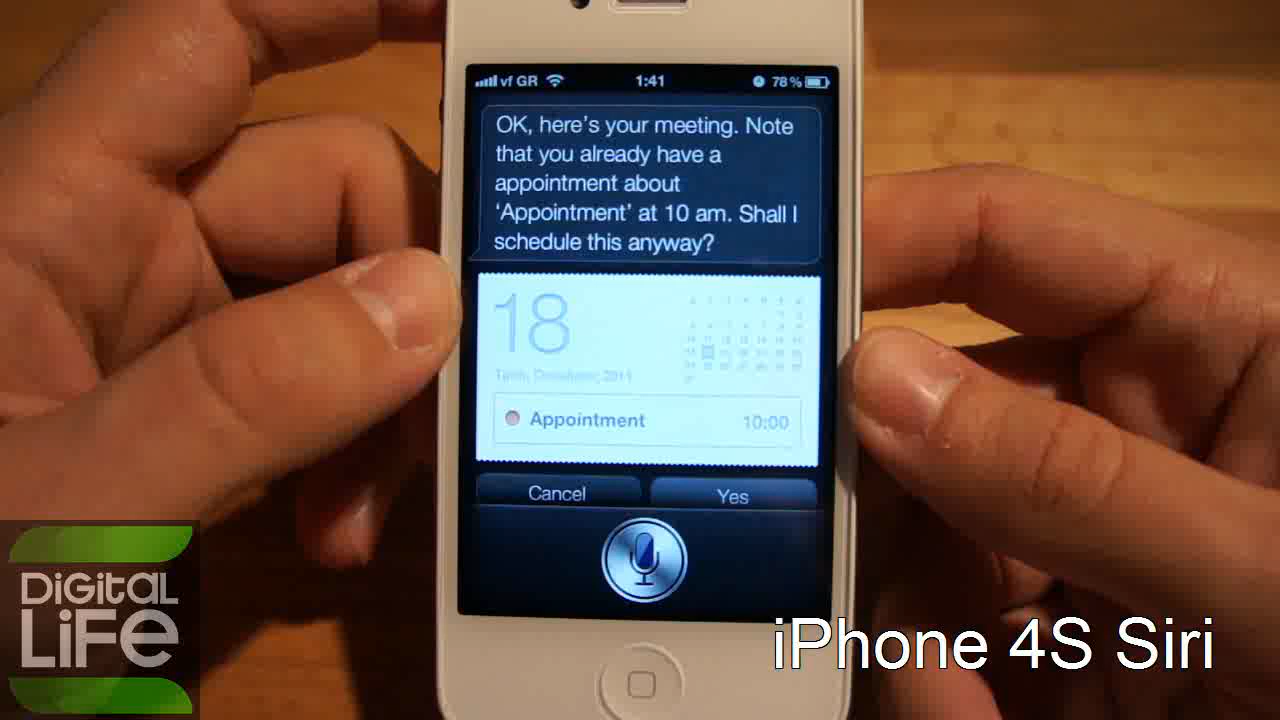 vf GR 1:41 78%
OK, here's your meeting. Note
that you already have a
appointment about
'Appointment' at 10 am. Shall I
schedule this anyway?
18
2011
Appointment 10:00
Cancel Yes
DiGiTaL
LiFe
iPhone 4S Siri